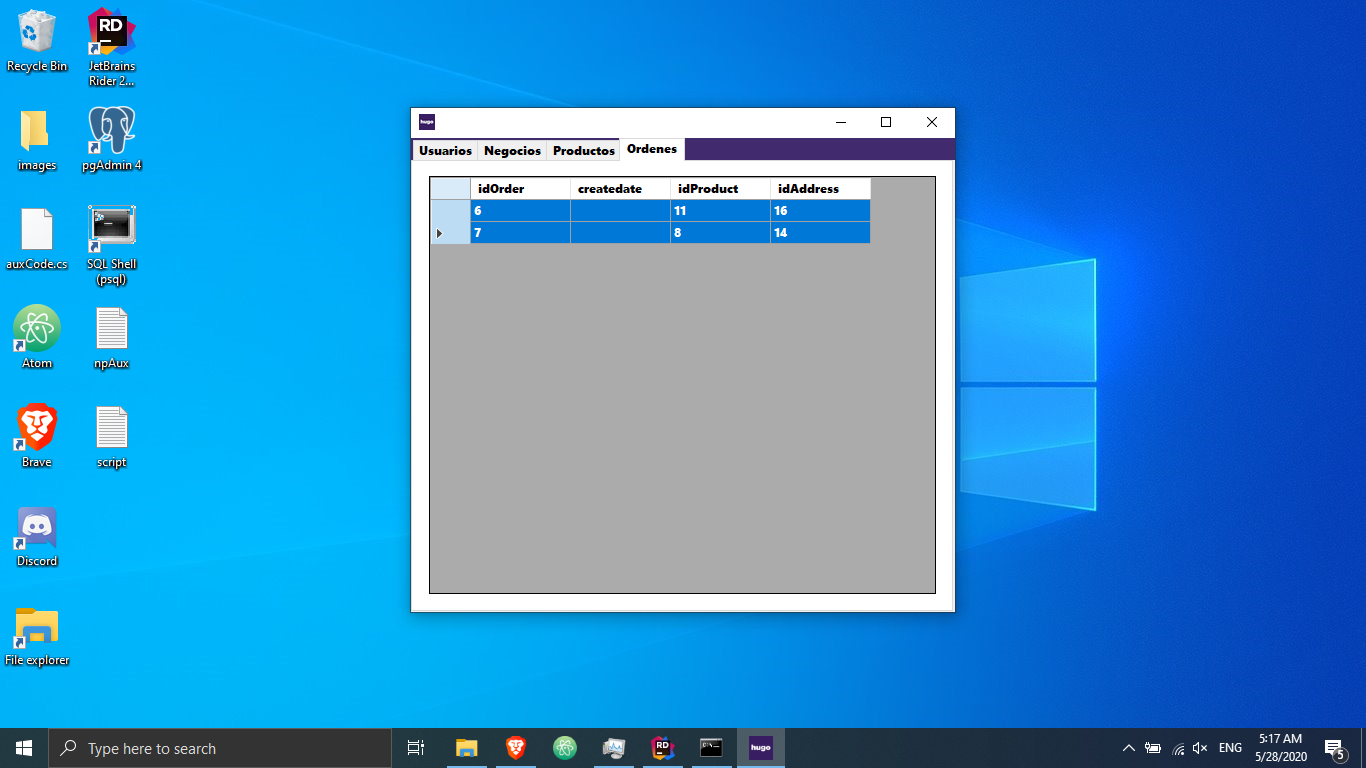 Recycle Bin
JetBrains
Rider 2...
images
pgAdmin 4
auxCode.cs
SQL Shell
(psql)
Atom
npAux
Brave
script
Discord
File explorer
hugo
Usuarios Negocios Productos Ordenes
idOrder createdate idProduct idAddress
6 11 16
7 8 14
Type here to search
RD
hugo
ENG
5:17 AM
5/28/2020
5
RD